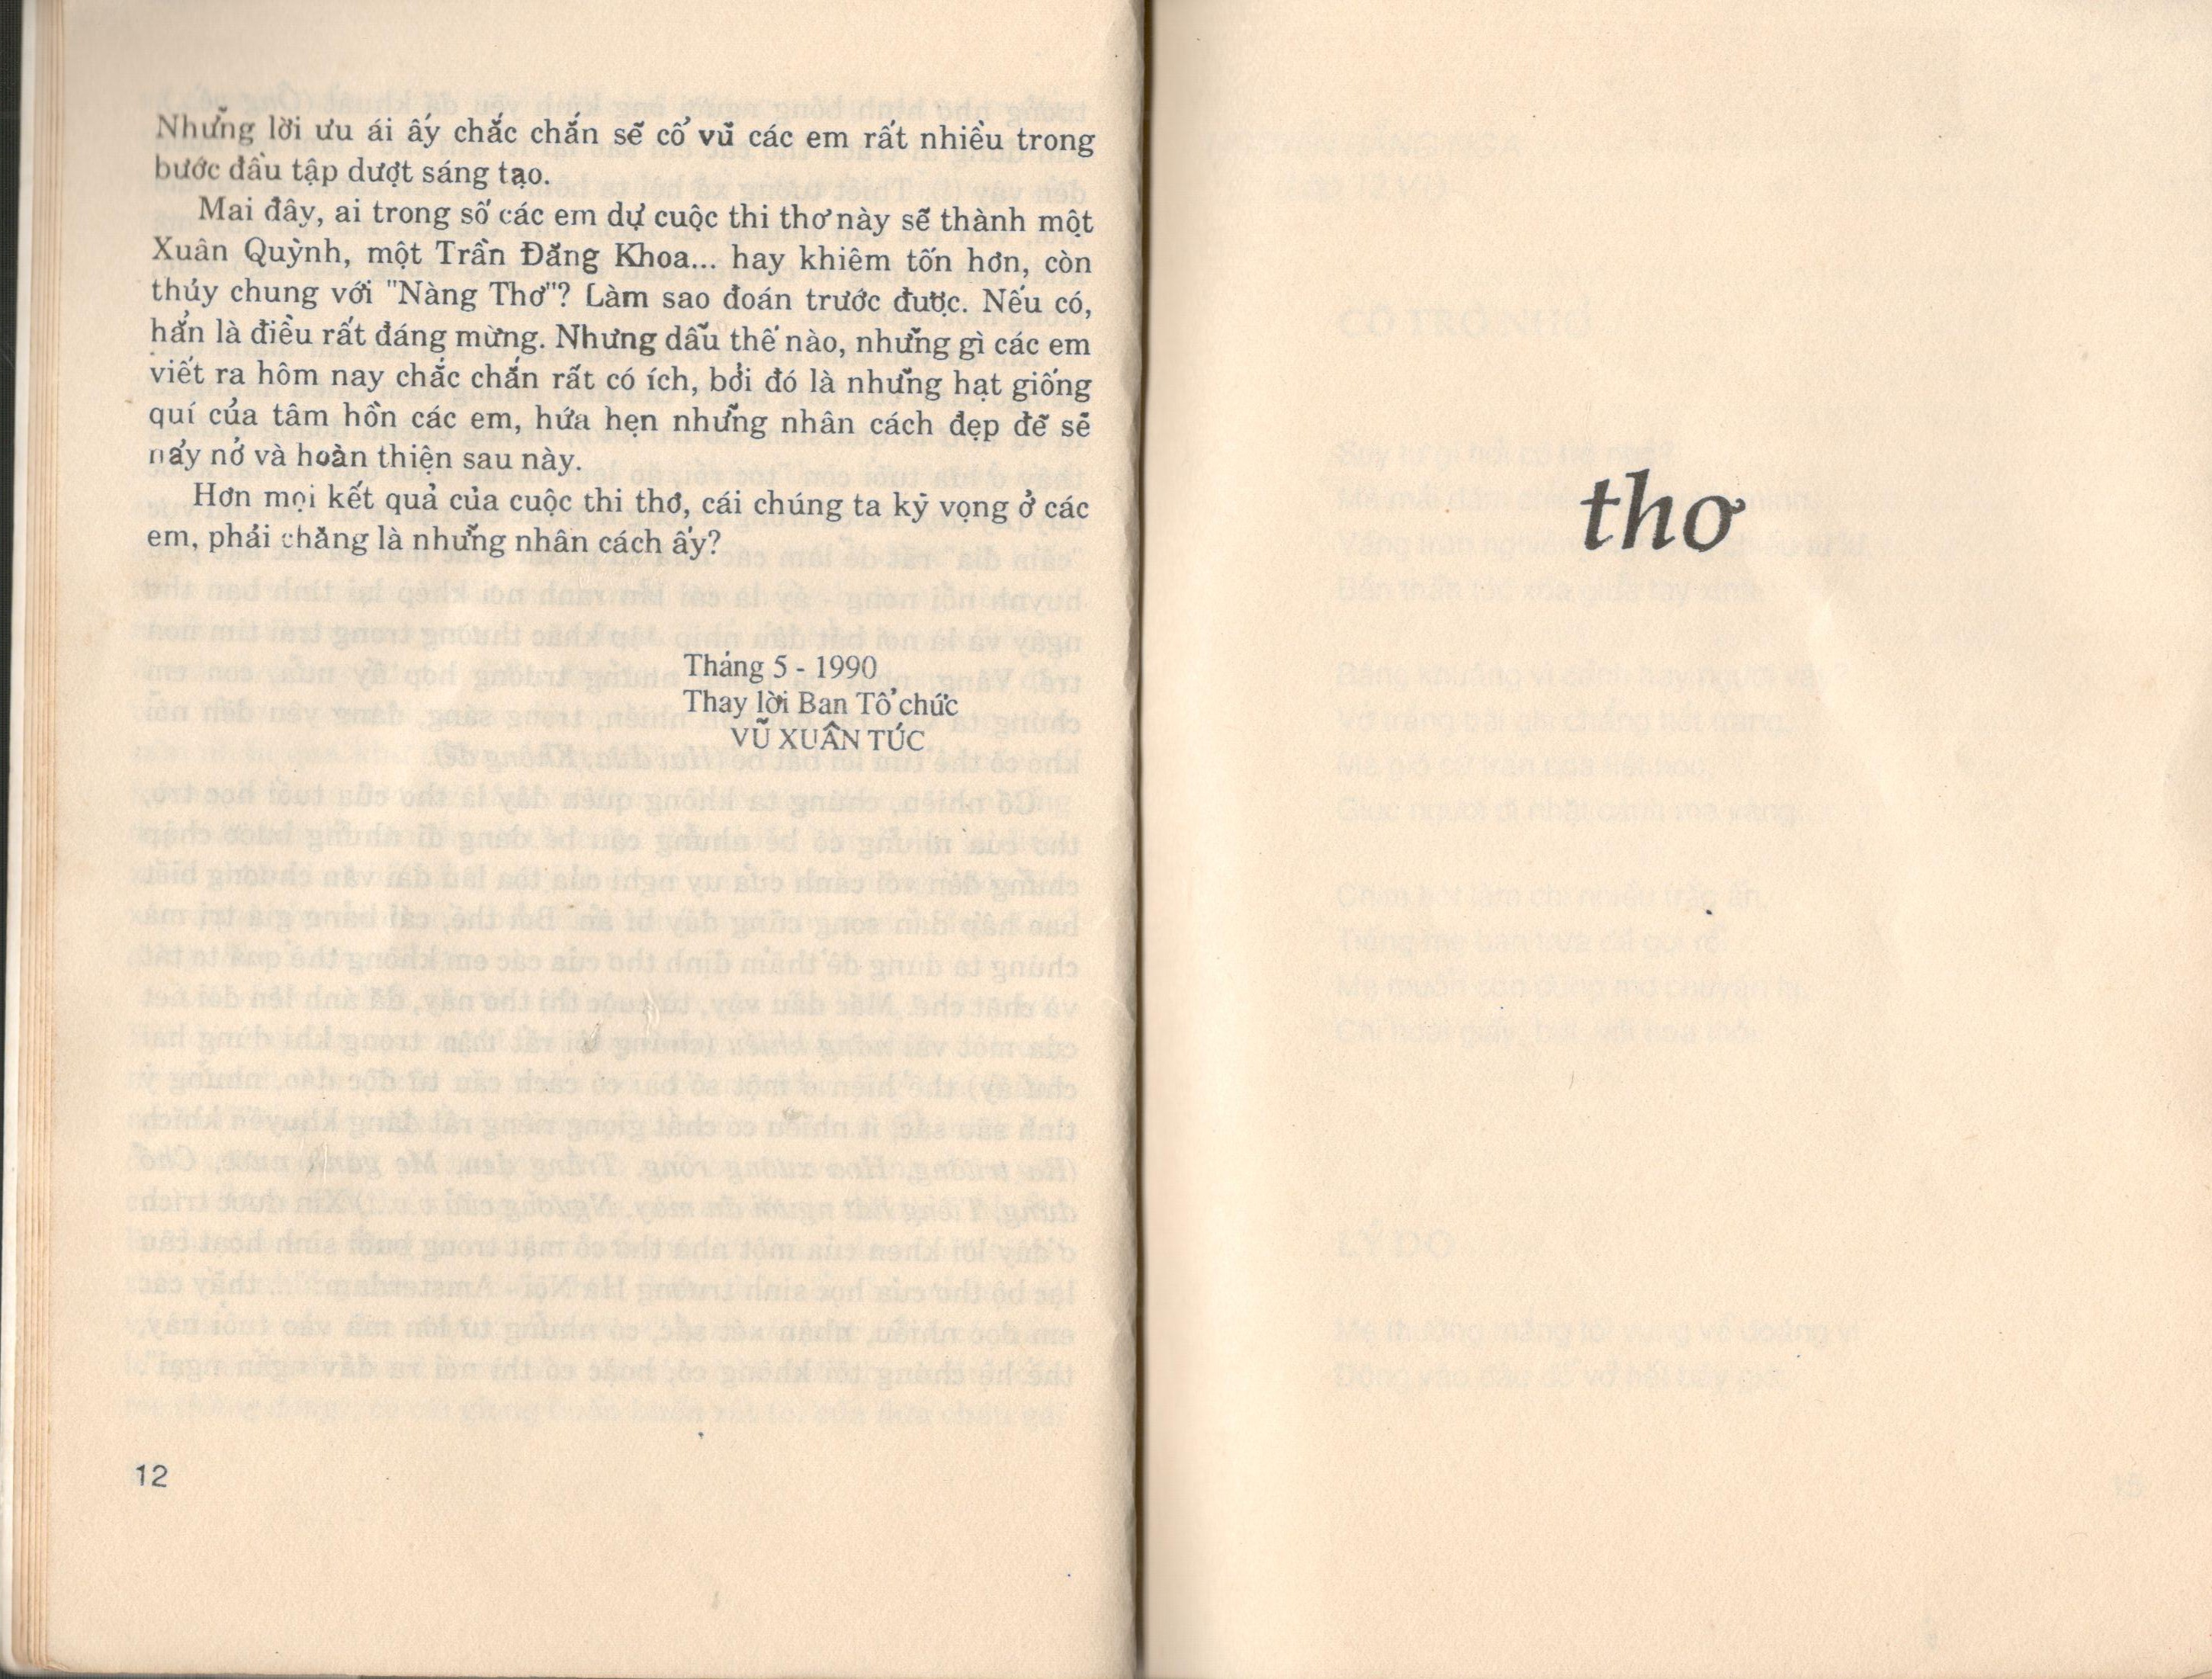 Những lời ưu ái ấy chắc chắn sẽ cổ vũ các em rất nhiều trong
bước đầu tập dượt sáng tạo.
Mai đây, ai trong số các em dự cuộc thi thơ này sẽ thành một
Xuân Quỳnh, một Trần Đăng Khoa... hay khiêm tốn hơn, còn
thủy chung với "Nàng Thơ"? Làm sao đoán trước được. Nếu có,
hẳn là điều rất đáng mừng. Nhưng dẫu thế nào, những gì các em
viết ra hôm nay chắc chắn rất có ích, bởi đó là những hạt giống
quí của tâm hồn các em, hứa hẹn những nhân cách đẹp đẽ sẽ
nẩy nở và hoàn thiện sau này.
Hơn mọi kết quả của cuộc thi thơ, cái chúng ta kỳ vọng ở các
em, phải chăng là những nhân cách ấy?
Tháng 5 - 1990
Thay lời Ban Tổ chức
VŨ XUÂN TÚC
12
thơ